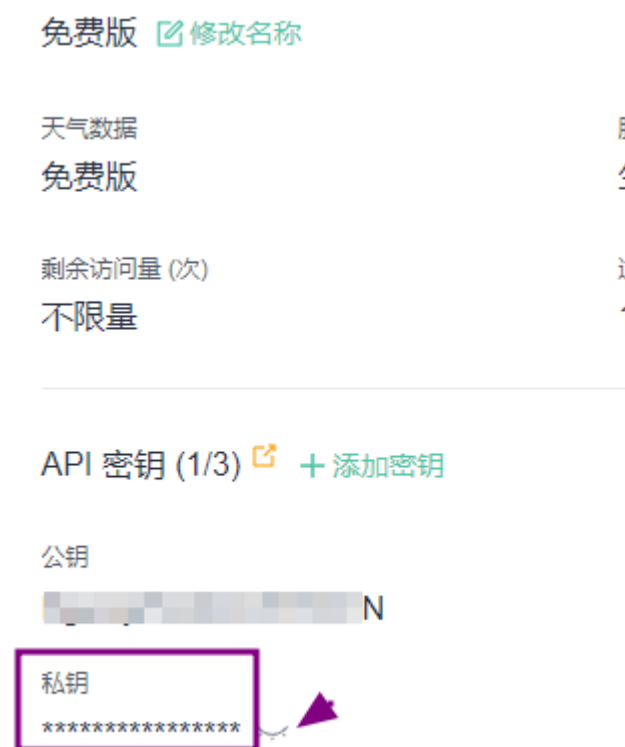 免费版 修改名称
天气数据
免费版
剩余访问量 (次)
不限量
API 密钥 (1/3) +添加密钥
公钥
N
私钥
****************